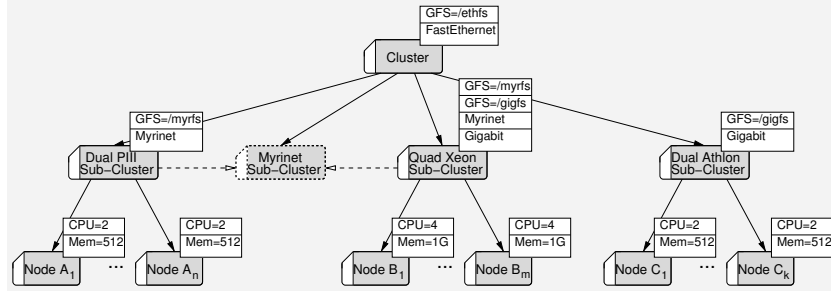 GFS=/ethfs
FastEthernet
Cluster
GFS=/myrfs
Myrinet
Dual PIII
Sub-Cluster
Myrinet
Sub-Cluster
GFS=/myrfs
GFS=/gigfs
Myrinet
Gigabit
Quad Xeon
Sub-Cluster
GFS=/gigfs
Gigabit
Dual Athlon
Sub-Cluster
CPU=2
Mem=512
Node A1
...
CPU=2
Mem=512
Node An
CPU=4
Mem=1G
Node B1
...
CPU=4
Mem=1G
Node Bm
CPU=2
Mem=512
Node C1
...
CPU=2
Mem=512
Node Ck